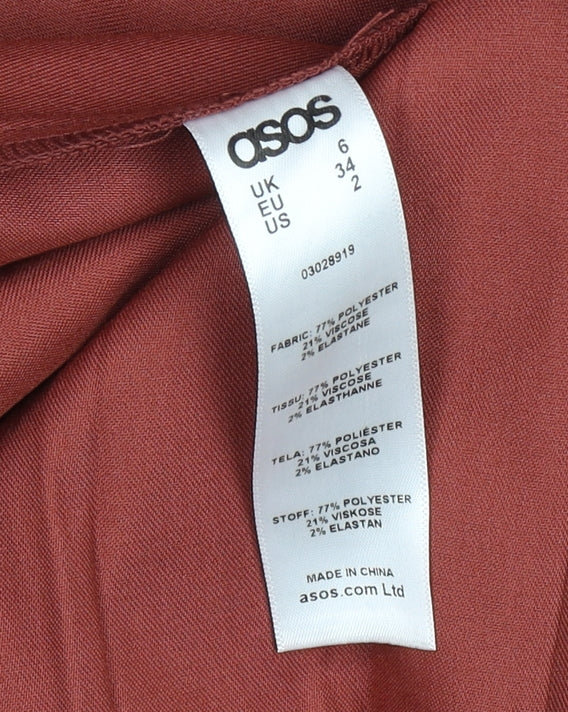 asos
UK 6
EU 34
US 2
03028919
FABRIC: 77% POLYESTER
21% VISCOSE
2% ELASTANE
TISSU: 77% POLYESTER
21% VISCOSE
2% ELASTHANNE
TELA: 77% POLIÉSTER
21% VISCOSA
2% ELASTANO
STOFF: 77% POLYESTER
21% VISKOSE
2% ELASTAN
MADE IN CHINA
asos.com Ltd